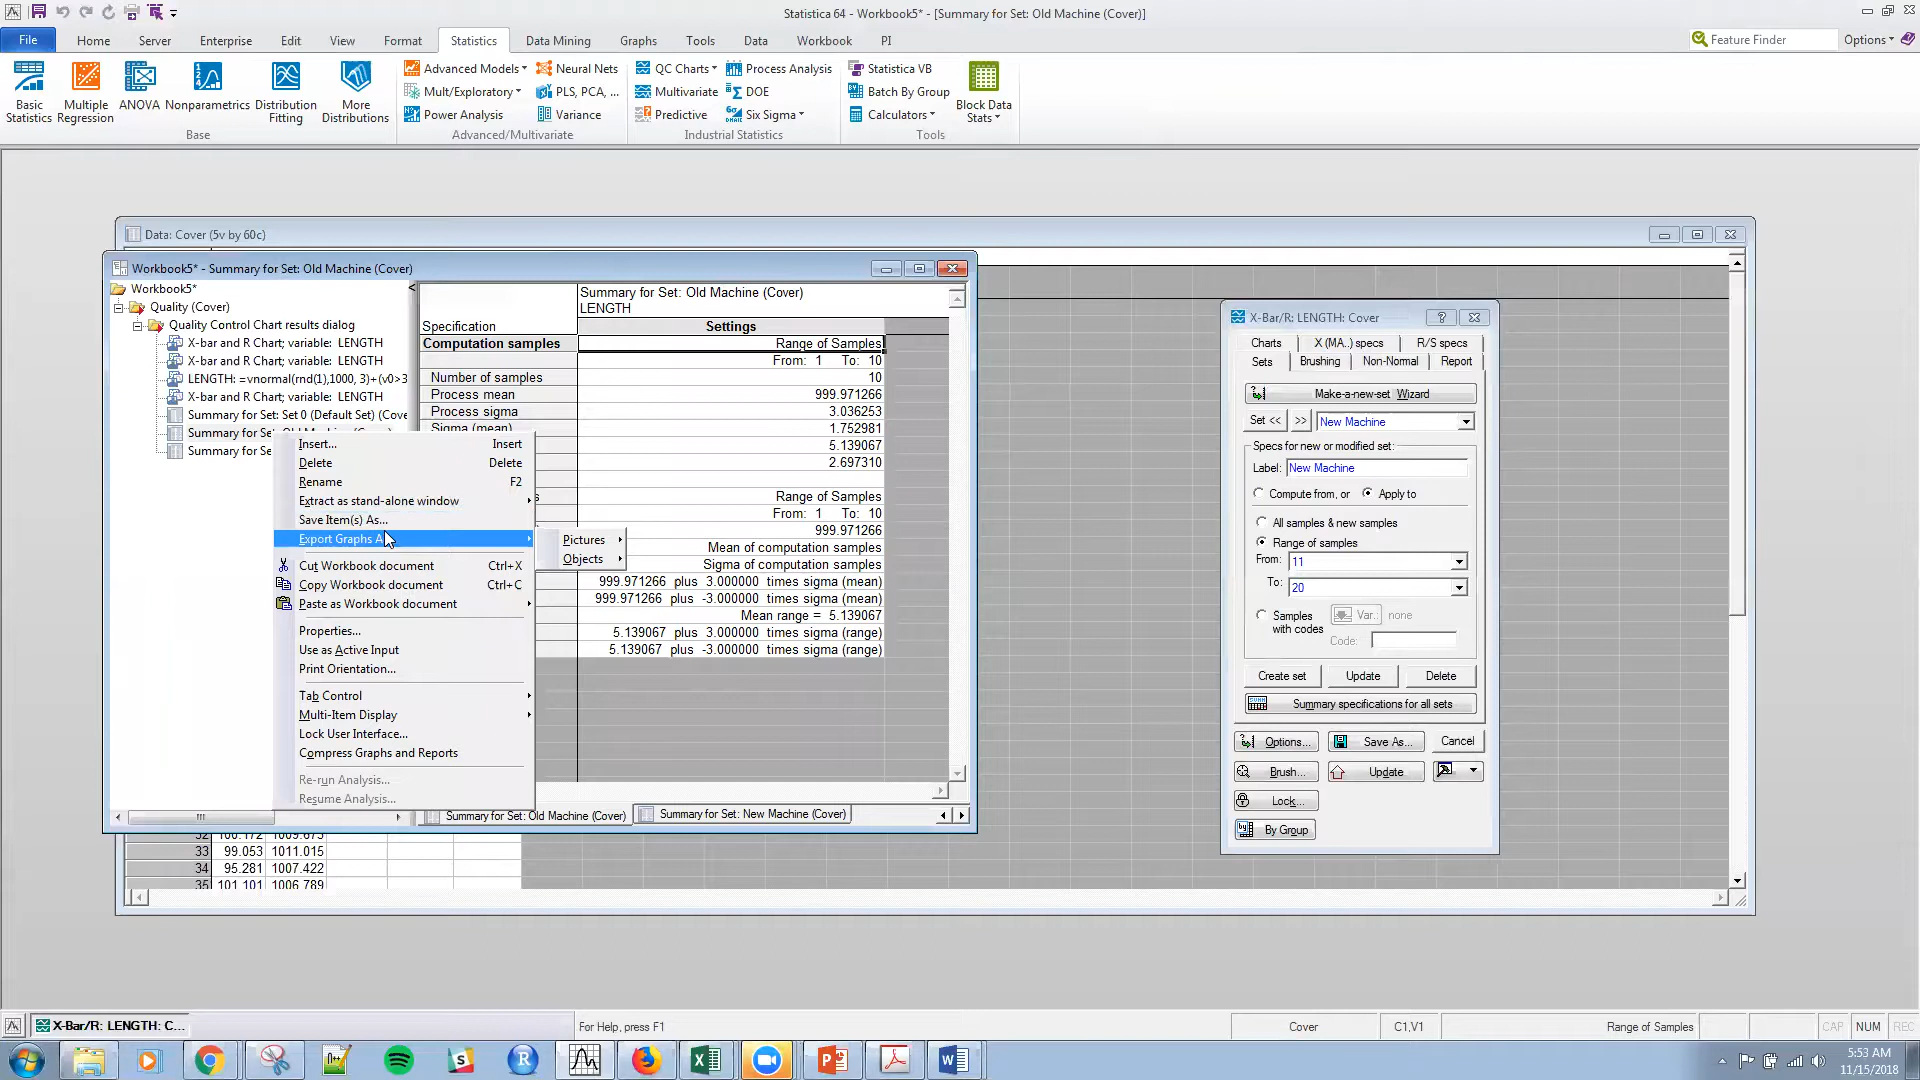 Statistica 64 - Workbook5* - [Summary for Set: Old Machine (Cover)]
File Home Server Enterprise Edit View Format Statistics Data Mining Graphs Tools Data Workbook PI
Feature Finder Options
Basic Statistics
Multiple Regression
ANOVA
Nonparametrics
Distribution Fitting
More Distributions
Base
Advanced Models
Mult/Exploratory
Power Analysis
Neural Nets
PLS, PCA, ...
Variance
Advanced/Multivariate
QC Charts
Multivariate
Predictive
Process Analysis
DOE
Six Sigma
Industrial Statistics
Statistica VB
Batch By Group
Calculators
Block Data Stats
Tools
Data: Cover (5v by 60c)
Workbook5* - Summary for Set: Old Machine (Cover)
Workbook5*
Quality (Cover)
Quality Control Chart results dialog
X-bar and R Chart; variable: LENGTH
X-bar and R Chart; variable: LENGTH
LENGTH: =vnormal(rnd(1),1000, 3)+(v0>3
X-bar and R Chart; variable: LENGTH
Summary for Set: Set 0 (Default Set) (Cove
Summary for Se
Summary for Se
Summary for Set: Old Machine (Cover)
LENGTH
Specification Settings
Computation samples Range of Samples
From: 1 To: 10
Number of samples 10
Process mean 999.971266
Process sigma 3.036253
Sigma (mean) 1.752981
5.139067
2.697310
s Range of Samples
From: 1 To: 10
999.971266
Mean of computation samples
Sigma of computation samples
999.971266 plus 3.000000 times sigma (mean)
999.971266 plus -3.000000 times sigma (mean)
Mean range = 5.139067
5.139067 plus 3.000000 times sigma (range)
5.139067 plus -3.000000 times sigma (range)
Insert... Insert
Delete Delete
Rename F2
Extract as stand-alone window
Save Item(s) As...
Export Graphs A
Pictures
Objects
Cut Workbook document Ctrl+X
Copy Workbook document Ctrl+C
Paste as Workbook document
Properties...
Use as Active Input
Print Orientation...
Tab Control
Multi-Item Display
Lock User Interface...
Compress Graphs and Reports
Re-run Analysis...
Resume Analysis...
Summary for Set: Old Machine (Cover) Summary for Set: New Machine (Cover)
32 100.172 1009.673
33 99.053 1011.015
34 95.281 1007.422
35 101.101 1006.789
X-Bar/R: LENGTH: Cover
Charts X (MA..) specs R/S specs
Sets Brushing Non-Normal Report
Make-a-new-set Wizard
Set << >> New Machine
Specs for new or modified set:
Label: New Machine
Compute from, or Apply to
All samples & new samples
Range of samples
From: 11
To: 20
Samples with codes Var.: none
Code:
Create set Update Delete
Summary specifications for all sets
Options... Save As... Cancel
Brush... Update
Lock...
By Group
X-Bar/R: LENGTH: C...
For Help, press F1 Cover C1,V1 Range of Samples CAP NUM REC
5:53 AM
11/15/2018